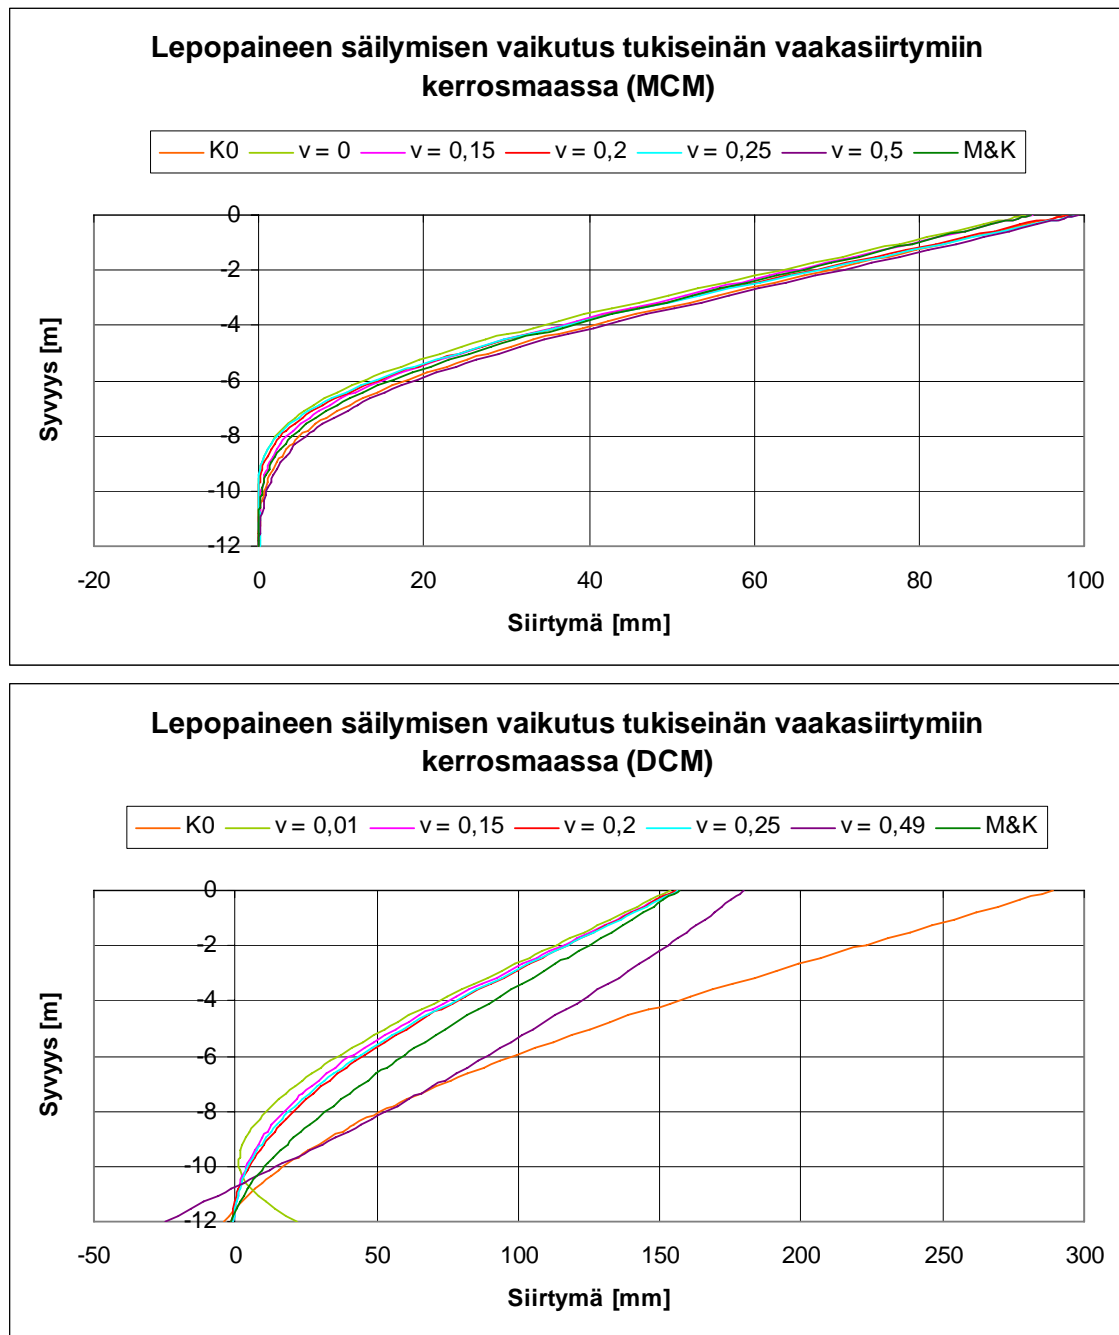 Lepopaineen säilymisen vaikutus tukiseinän vaakasiirtymiin
kerrosmaassa (MCM)
K0 v = 0 v = 0,15 v = 0,2 v = 0,25 v = 0,5 M&K
0
-2
-4
-6
-8
-10
-12
Syvyys [m]
-20 0 20 40 60 80 100
Siirtymä [mm]
Lepopaineen säilymisen vaikutus tukiseinän vaakasiirtymiin
kerrosmaassa (DCM)
K0 v = 0,01 v = 0,15 v = 0,2 v = 0,25 v = 0,49 M&K
0
-2
-4
-6
-8
-10
-12
Syvyys [m]
-50 0 50 100 150 200 250 300
Siirtymä [mm]